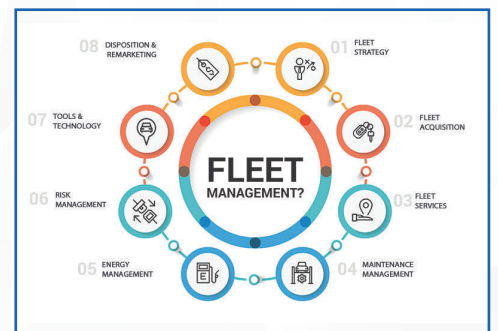 FLEET
MANAGEMENT?
01 FLEET
STRATEGY
02 FLEET
ACQUISITION
03 FLEET
SERVICES
04 MAINTENANCE
MANAGEMENT
05 ENERGY
MANAGEMENT
E
06 RISK
MANAGEMENT
07 TOOLS &
TECHNOLOGY
08 DISPOSITION &
REMARKETING